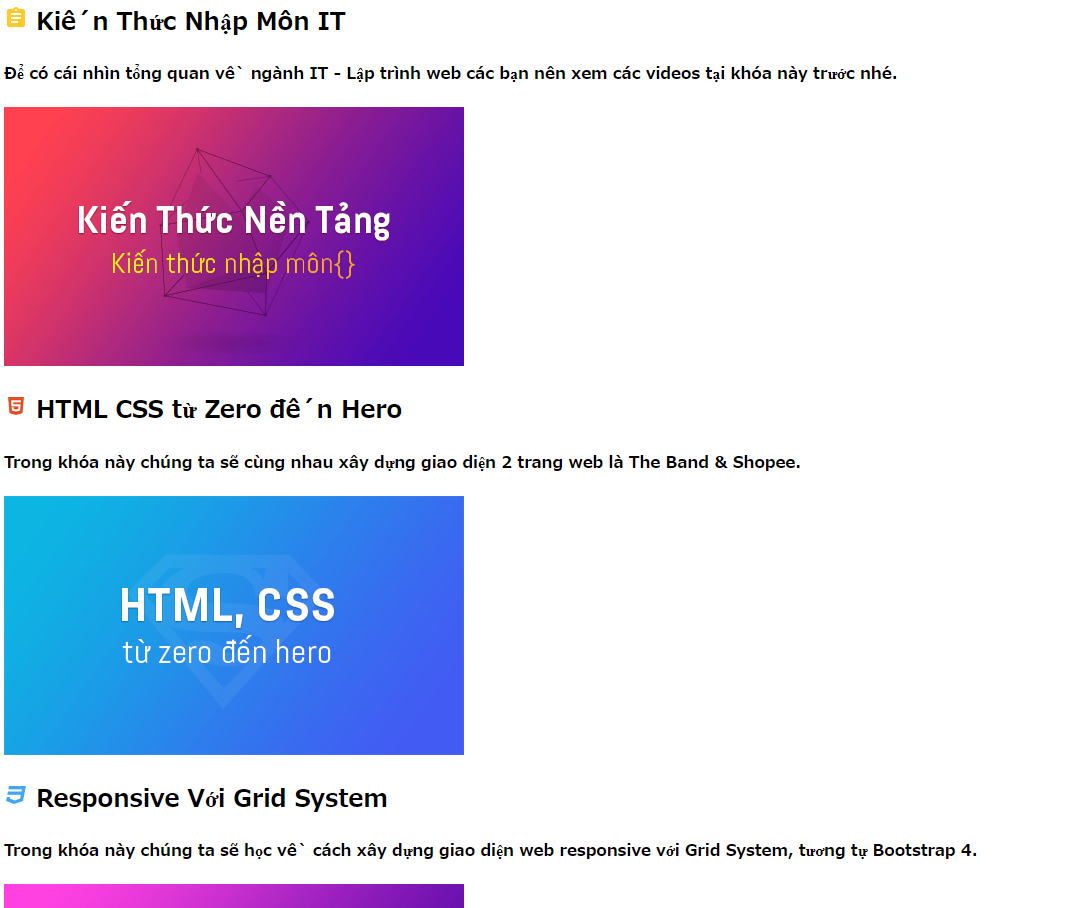 Kiến Thức Nhập Môn IT
Để có cái nhìn tổng quan về ngành IT - Lập trình web các bạn nên xem các videos tại khóa này trước nhé.
Kiến Thức Nền Tảng
Kiến thức nhập môn{}
HTML CSS từ Zero đến Hero
Trong khóa này chúng ta sẽ cùng nhau xây dựng giao diện 2 trang web là The Band & Shopee.
HTML, CSS
từ zero đến hero
Responsive Với Grid System
Trong khóa này chúng ta sẽ học về cách xây dựng giao diện web responsive với Grid System, tương tự Bootstrap 4.